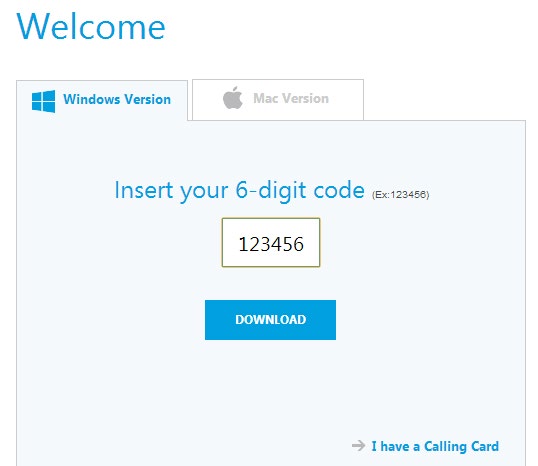 Welcome
Windows Version
Mac Version
Insert your 6-digit code (Ex:123456)
123456
DOWNLOAD
I have a Calling Card